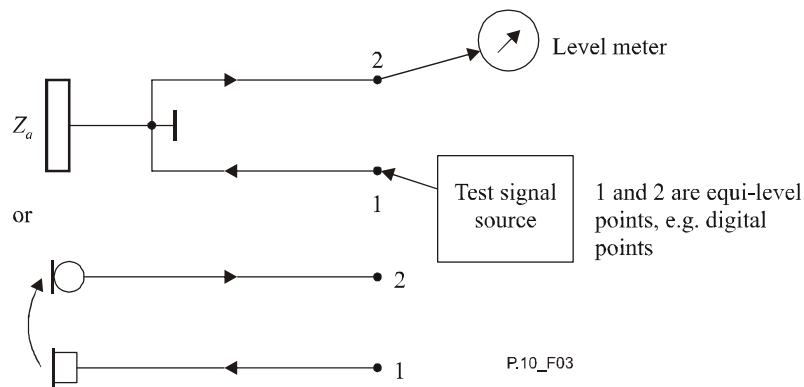 2
Level meter
Zₐ
1
Test signal
source
1 and 2 are equi-level
points, e.g. digital
points
or
2
1
P.10_F03